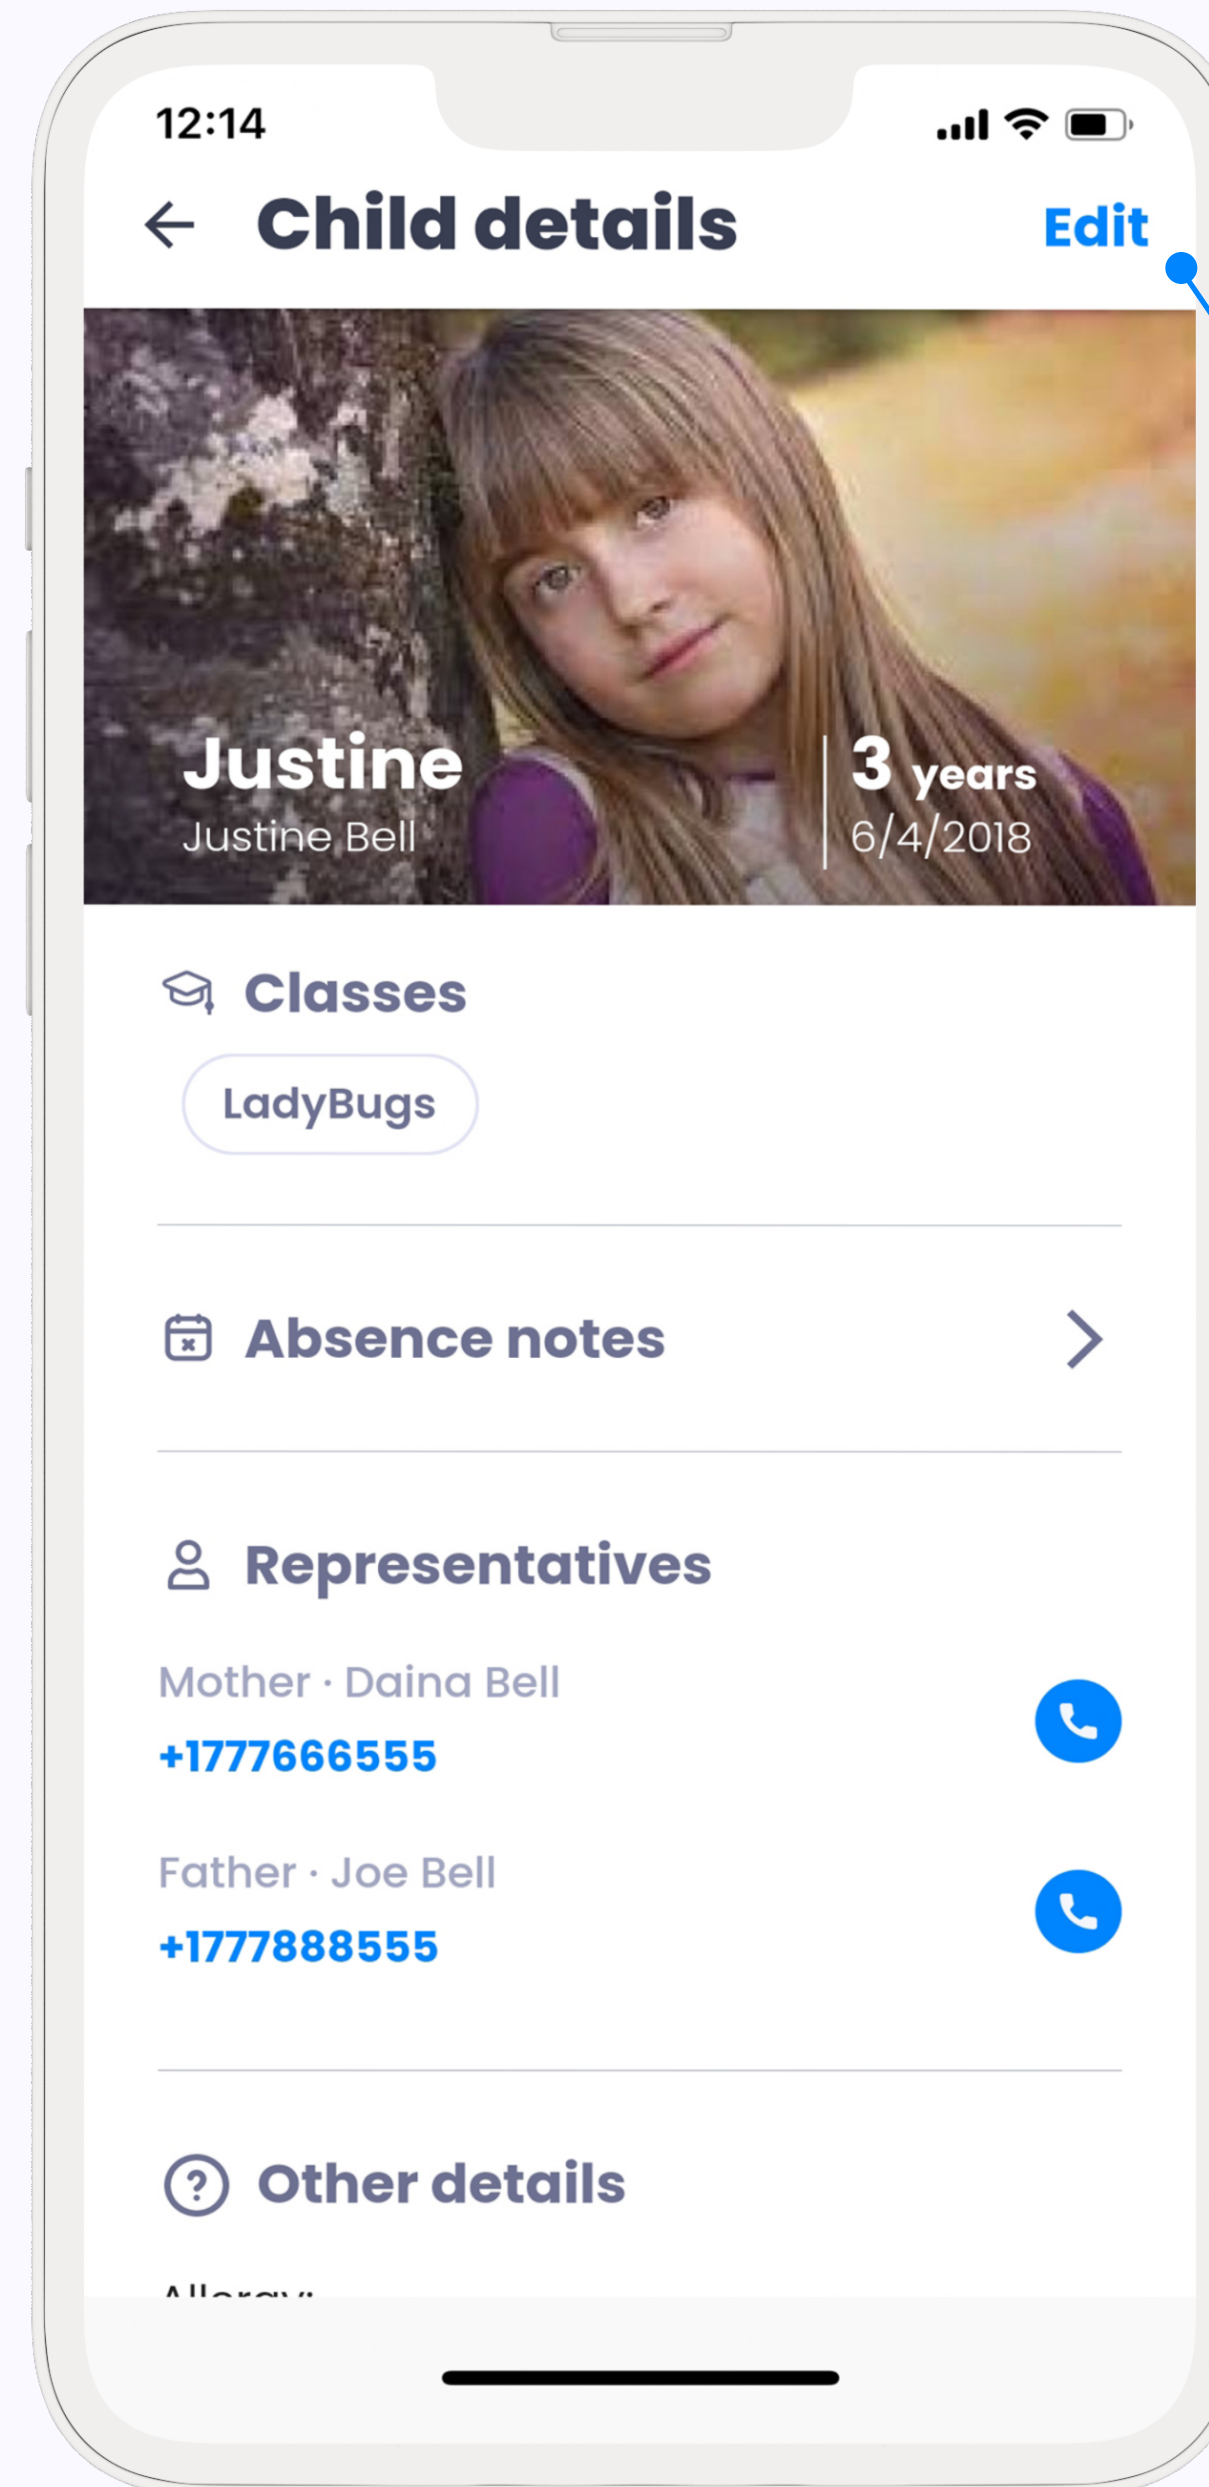 12:14
Child details
Edit
Justine
3 years
Justine Bell
6/4/2018
Classes
LadyBugs
Absence notes
Representatives
Mother · Daina Bell
+1777666555
Father · Joe Bell
+1777888555
Other details
Allergy: